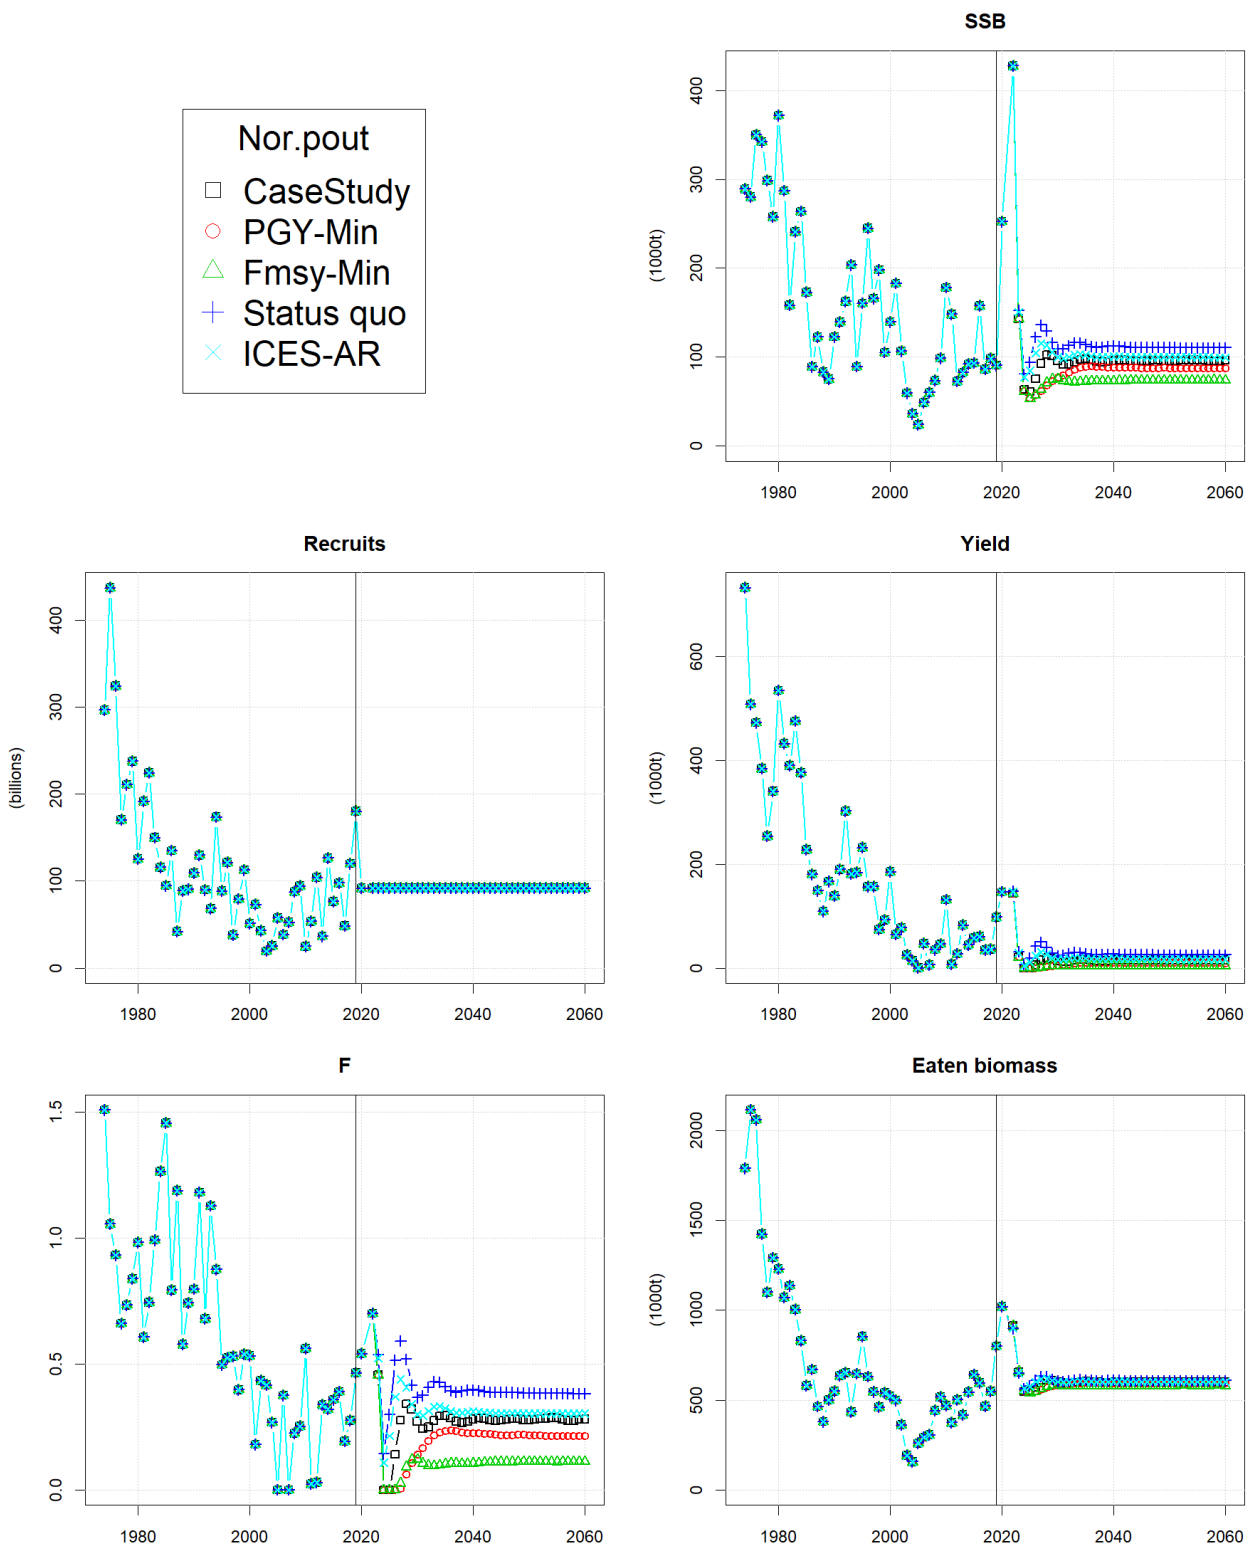 SSB
Nor.pout
CaseStudy
PGY-Min
Fmsy-Min
Status quo
ICES-AR
(1000t)
400
300
200
100
0
1980 2000 2020 2040 2060
Recruits
(billions)
400
300
200
100
0
1980 2000 2020 2040 2060
Yield
(1000t)
600
400
200
0
1980 2000 2020 2040 2060
F
1.5
1.0
0.5
0.0
1980 2000 2020 2040 2060
Eaten biomass
(1000t)
2000
1500
1000
500
0
1980 2000 2020 2040 2060